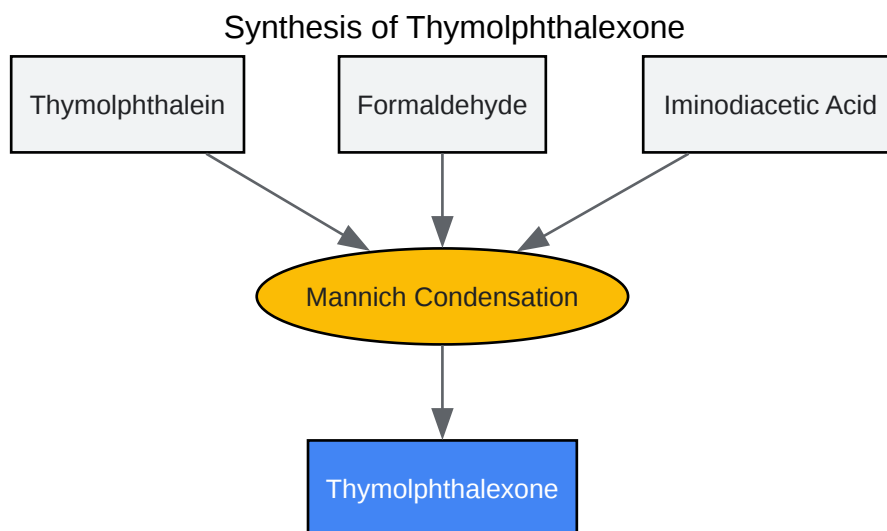 Synthesis of Thymolphthalexone
Thymolphthalein
Formaldehyde
Iminodiacetic Acid
Mannich Condensation
Thymolphthalexone